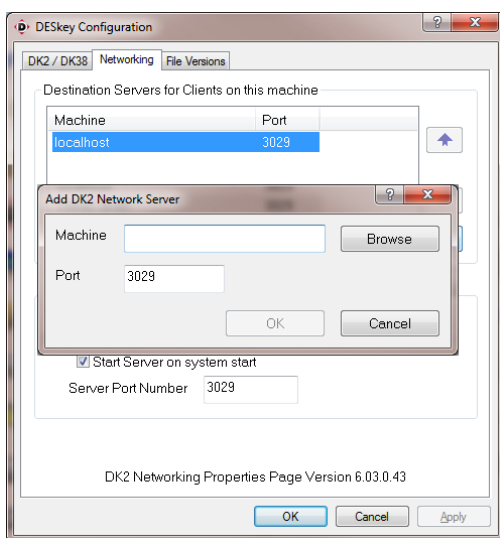 DESkey Configuration
DK2 / DK38 Networking File Versions
Destination Servers for Clients on this machine
Machine Port
localhost 3029
Add DK2 Network Server
Machine Browse
Port 3029
OK Cancel
Start Server on system start
Server Port Number 3029
DK2 Networking Properties Page Version 6.03.0.43
OK Cancel Apply